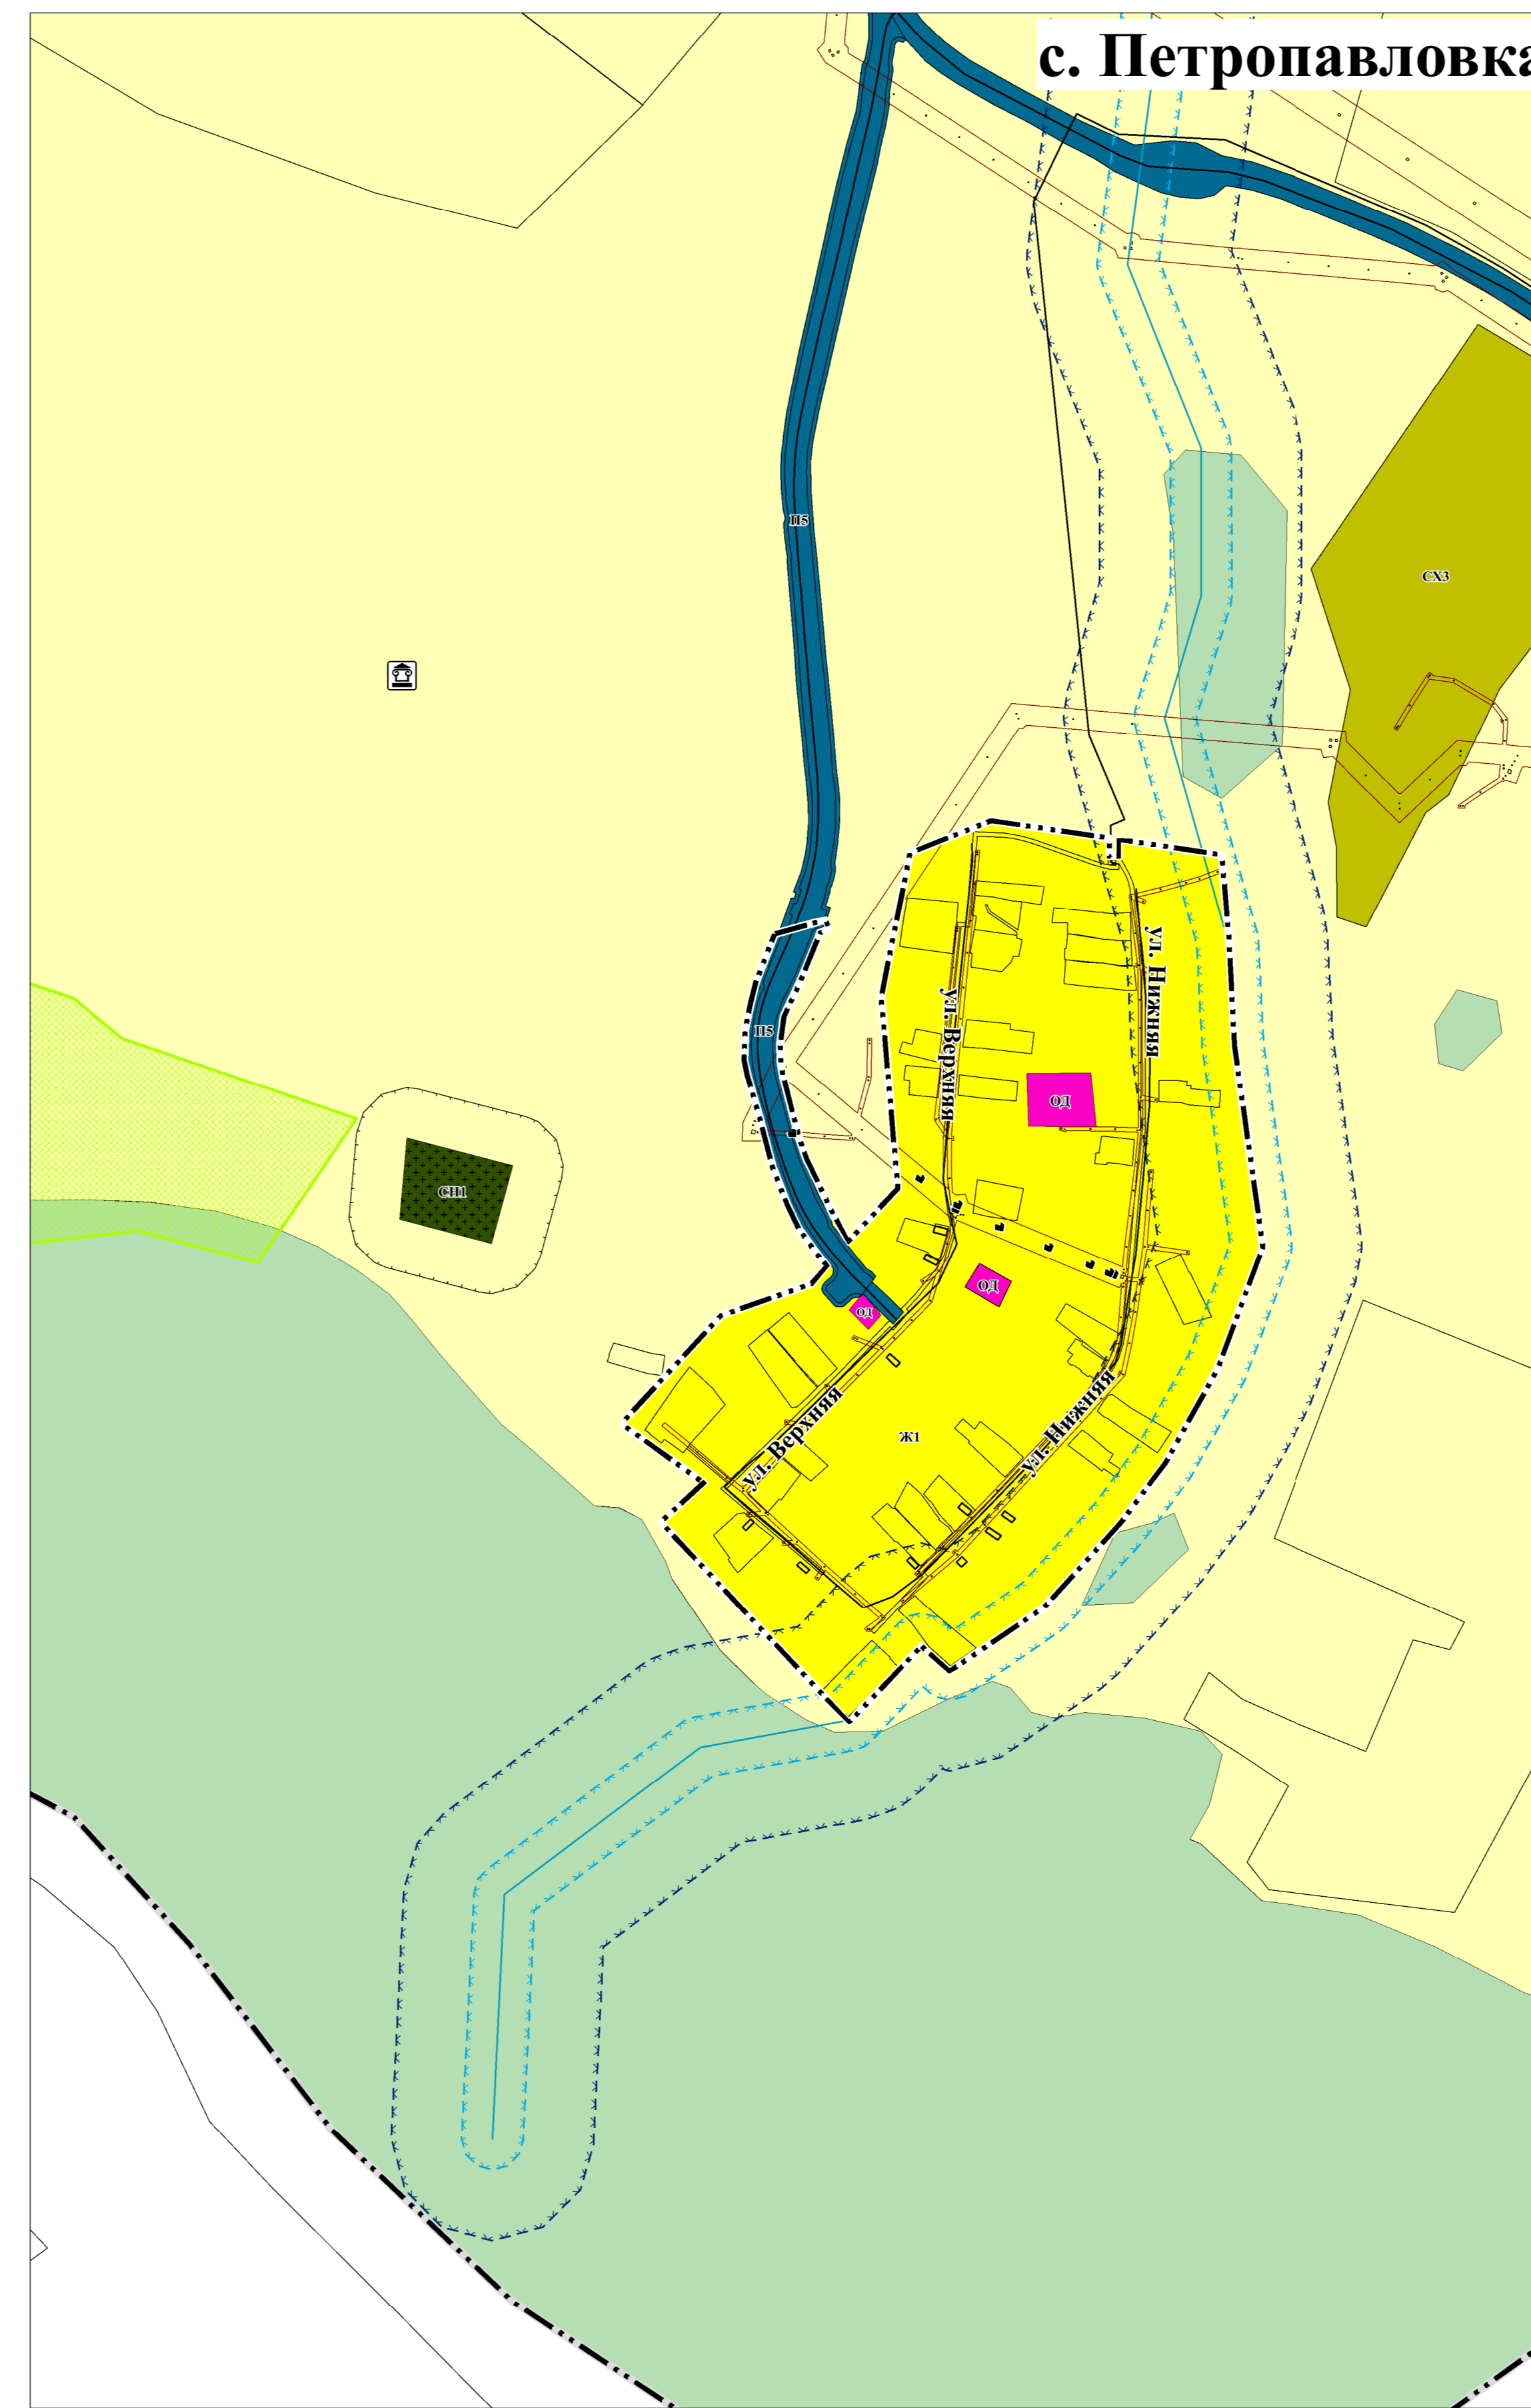 с. Петропавловка
П5
СХ3
ул. Нижняя
ул. Верхняя
П5
ОД
СН1
ОД
ОД
ул. Верхняя
ул. Нижняя
Ж1